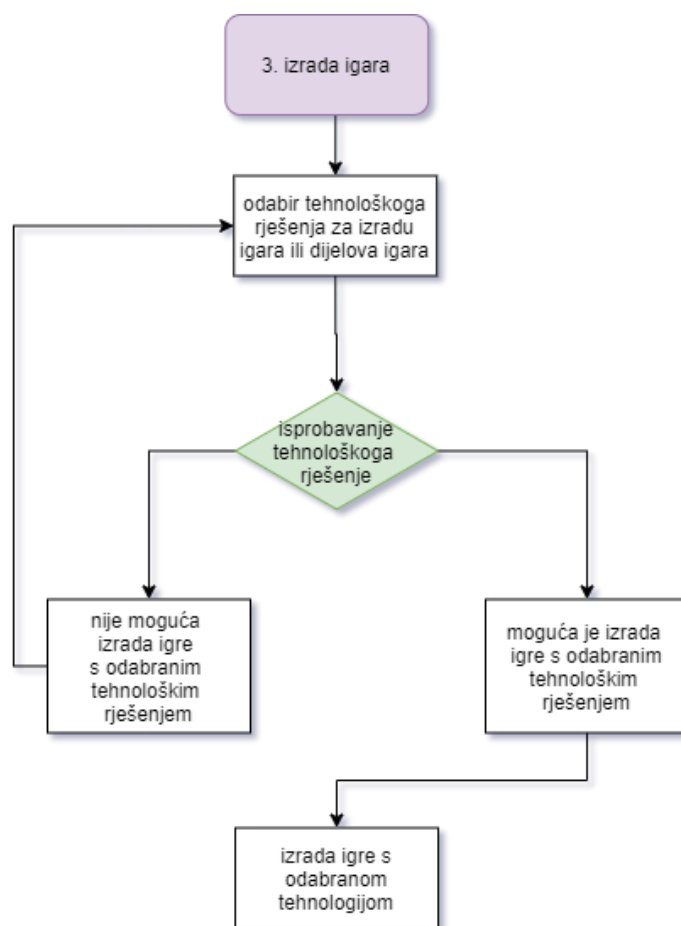 3. izrada igara
odabir tehnološkoga
rješenja za izradu
igara ili dijelova igara
isprobavanje
tehnološkoga
rješenje
nije moguća
izrada igre
s odabranim
tehnološkim
rješenjem
moguća je izrada
igre s odabranim
tehnološkim
rješenjem
izrada igre s
odabranom
tehnologijom